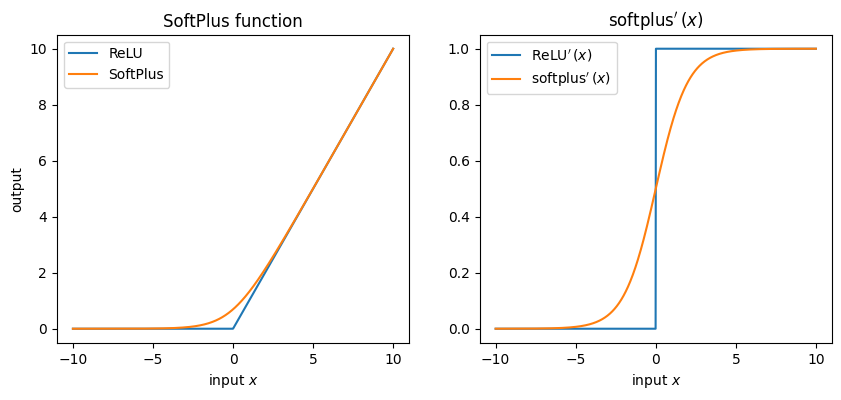 SoftPlus function
ReLU
SoftPlus
10
8
6
4
2
0
output
−10 −5 0 5 10
input x
softplus′(x)
ReLU′(x)
softplus′(x)
1.0
0.8
0.6
0.4
0.2
0.0
−10 −5 0 5 10
input x